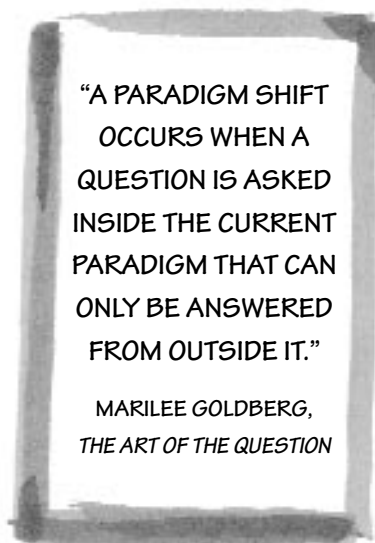 “A PARADIGM SHIFT
OCCURS WHEN A
QUESTION IS ASKED
INSIDE THE CURRENT
PARADIGM THAT CAN
ONLY BE ANSWERED
FROM OUTSIDE IT.”
MARILEE GOLDBERG,
THE ART OF THE QUESTION